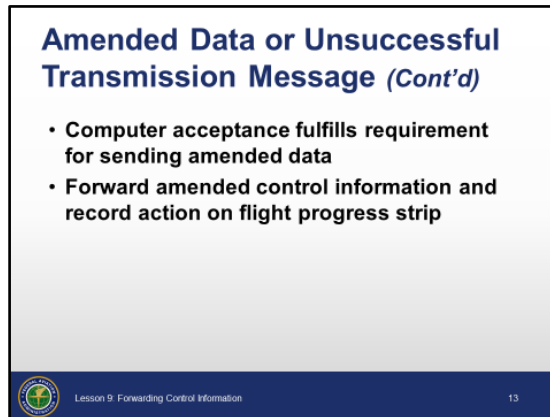 Amended Data or Unsuccessful
Transmission Message (Cont'd)
• Computer acceptance fulfills requirement
for sending amended data
• Forward amended control information and
record action on flight progress strip
Lesson 9: Forwarding Control Information
13